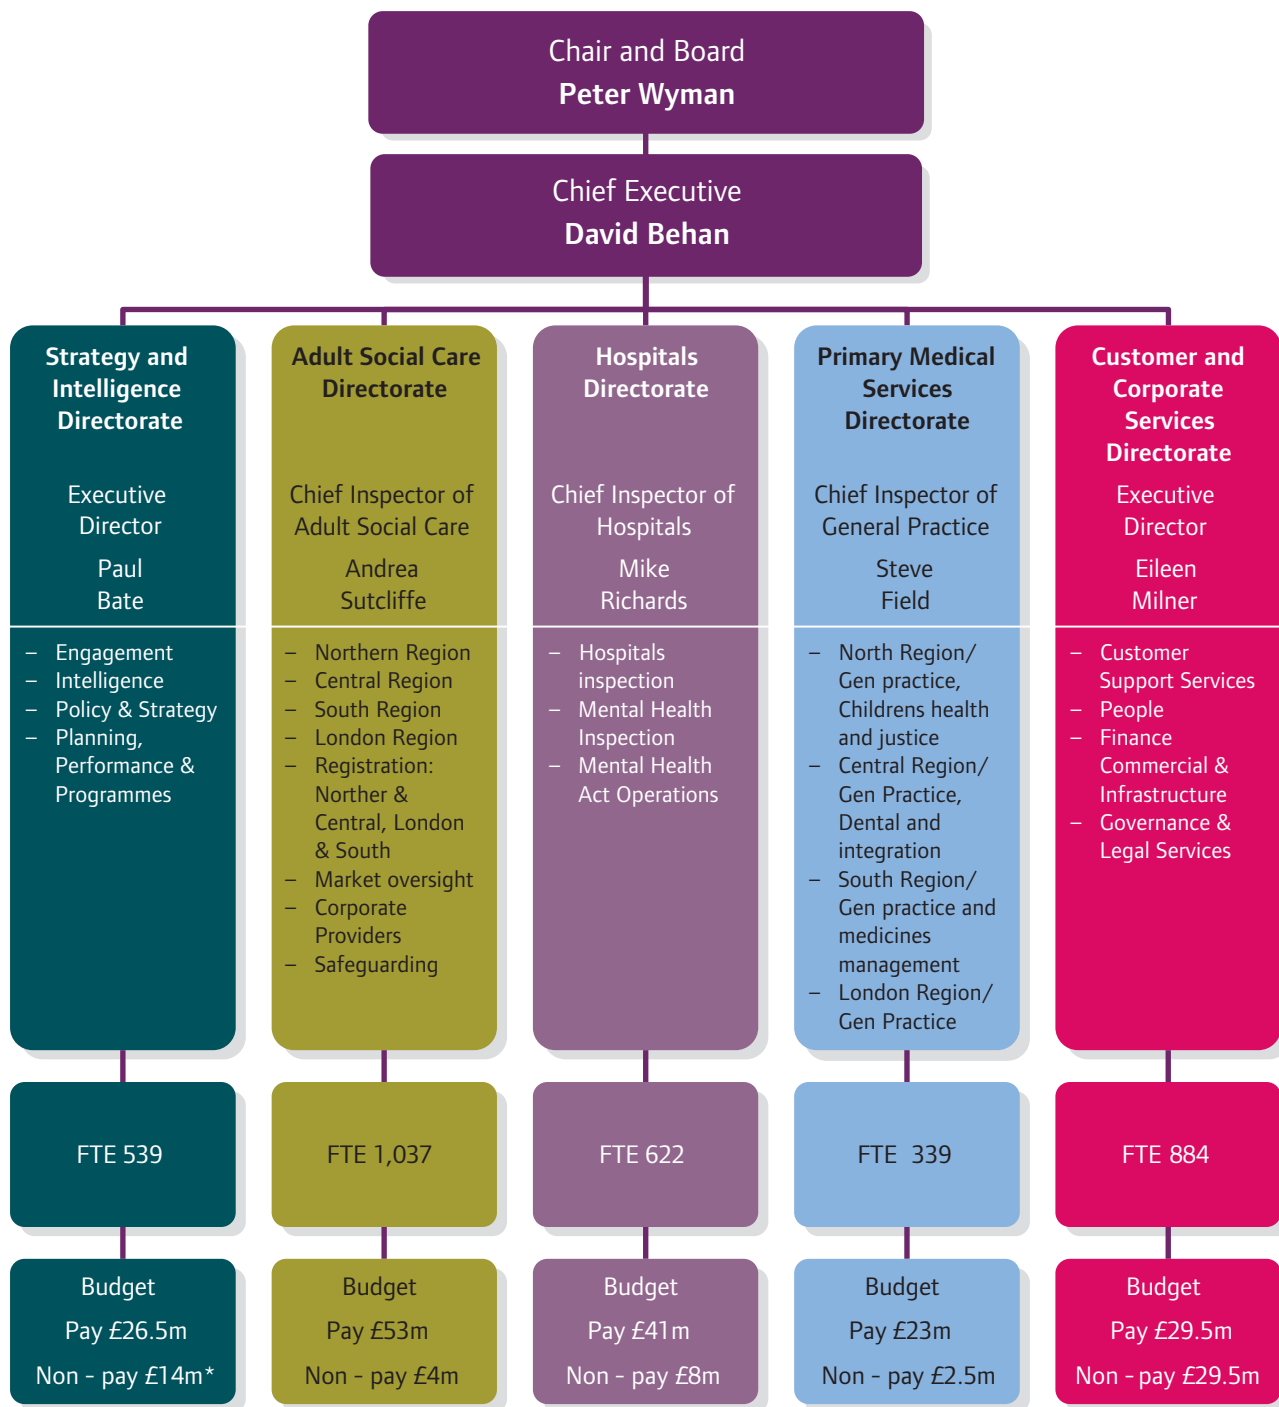 Chair and Board
Peter Wyman
Chief Executive
David Behan
Strategy and
Intelligence
Directorate
Executive
Director
Paul
Bate
– Engagement
– Intelligence
– Policy & Strategy
– Planning,
Performance &
Programmes
FTE 539
Budget
Pay £26.5m
Non - pay £14m*
Adult Social Care
Directorate
Chief Inspector of
Adult Social Care
Andrea
Sutcliffe
– Northern Region
– Central Region
– South Region
– London Region
– Registration:
Norther &
Central, London
& South
– Market oversight
– Corporate
Providers
– Safeguarding
FTE 1,037
Budget
Pay £53m
Non - pay £4m
Hospitals
Directorate
Chief Inspector of
Hospitals
Mike
Richards
– Hospitals
inspection
– Mental Health
Inspection
– Mental Health
Act Operations
FTE 622
Budget
Pay £41m
Non - pay £8m
Primary Medical
Services
Directorate
Chief Inspector of
General Practice
Steve
Field
– North Region/
Gen practice,
Childrens health
and justice
– Central Region/
Gen Practice,
Dental and
integration
– South Region/
Gen practice and
medicines
management
– London Region/
Gen Practice
FTE 339
Budget
Pay £23m
Non - pay £2.5m
Customer and
Corporate
Services
Directorate
Executive
Director
Eileen
Milner
– Customer
Support Services
– People
– Finance
Commercial &
Infrastructure
– Governance &
Legal Services
FTE 884
Budget
Pay £29.5m
Non - pay £29.5m